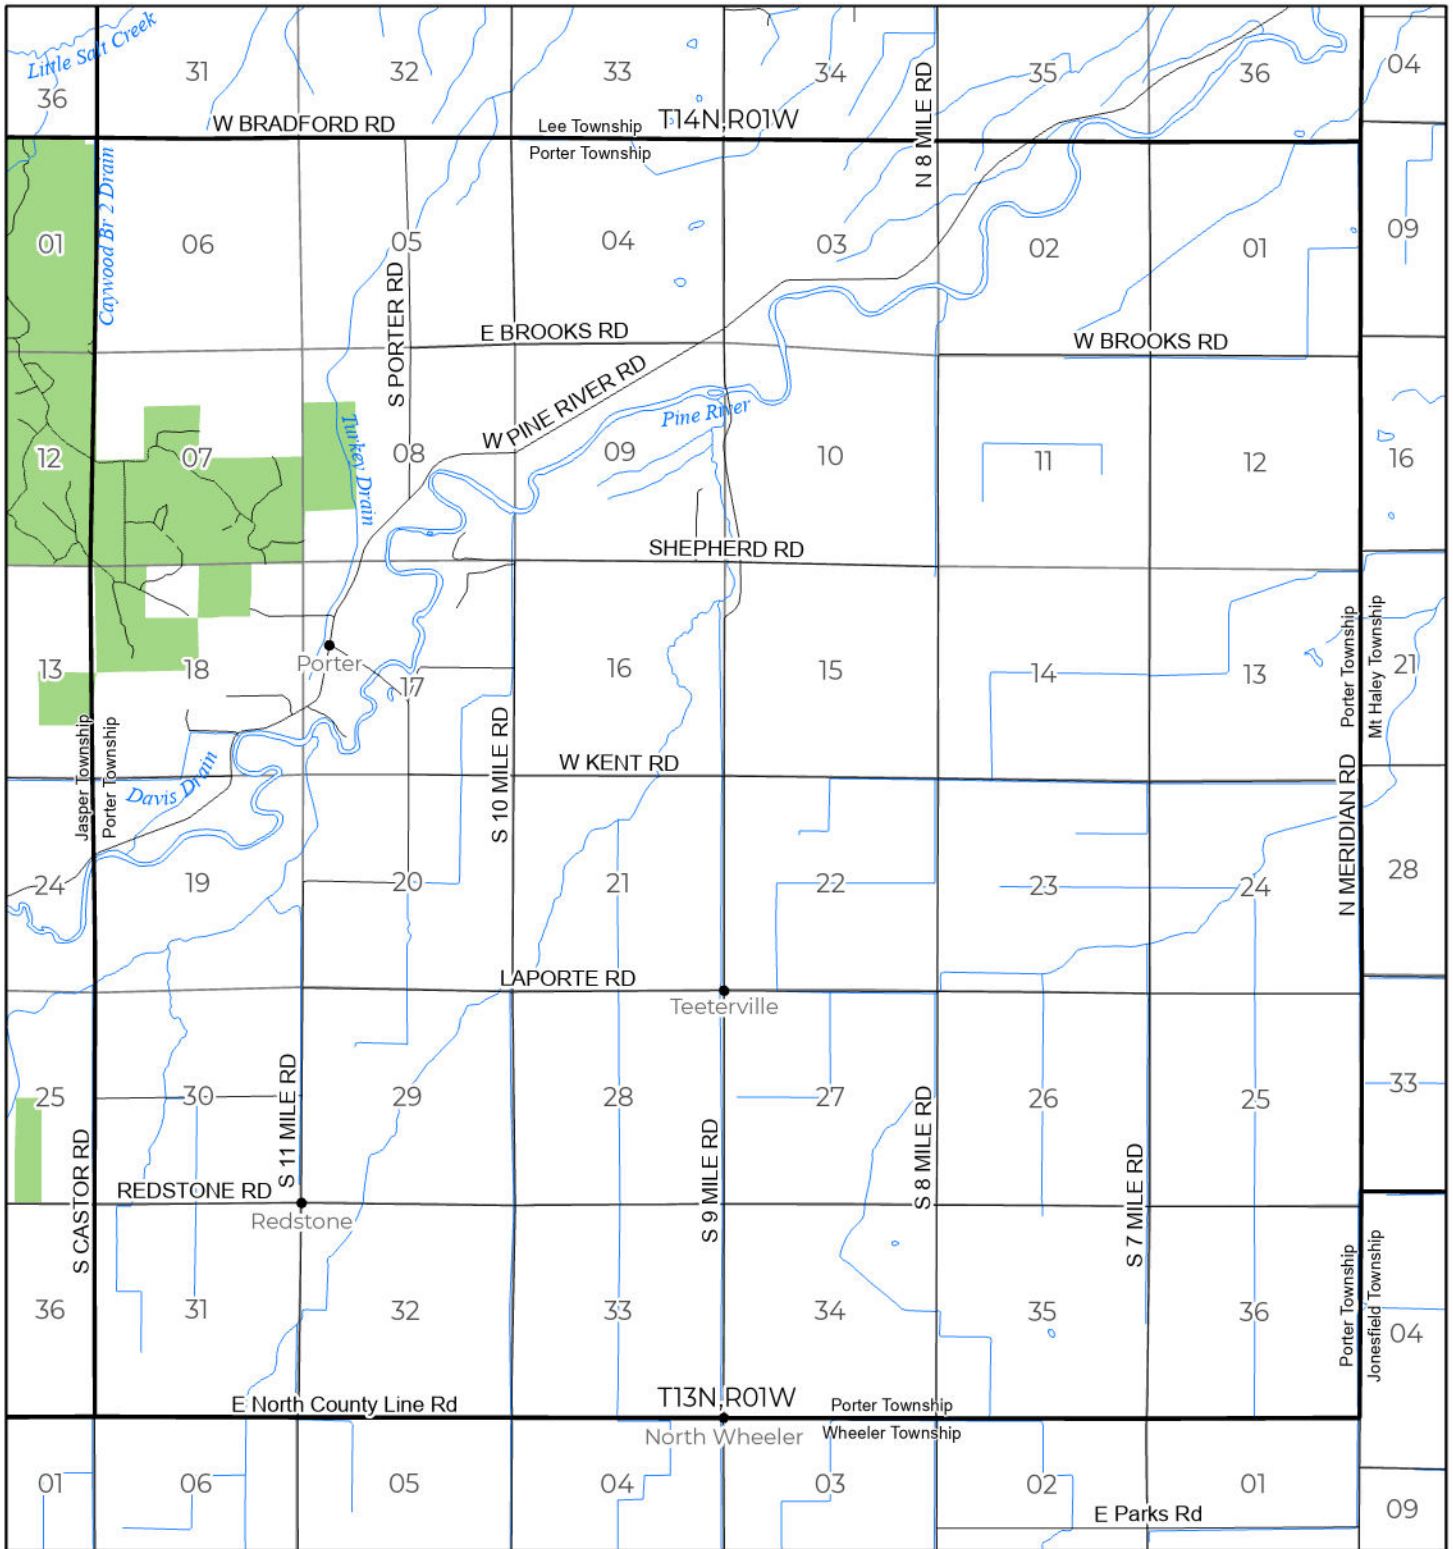 Little Salt Creek
31
32
33
34
35
36
04
36
W BRADFORD RD
Lee Township
T14N,R01W
Porter Township
N 8 MILE RD
Caywood Br 2 Drain
01
06
05
04
03
02
01
09
S PORTER RD
E BROOKS RD
W BROOKS RD
W PINE RIVER RD
Pine River
Turkey Drain
12
07
08
09
10
11
12
16
SHEPHERD RD
Porter Township
Mt Haley Township
13
18
Porter
17
16
15
14
13
21
Jasper Township
Porter Township
S 10 MILE RD
W KENT RD
Davis Drain
N MERIDIAN RD
24
19
20
21
22
23
24
28
LAPORTE RD
Teeterville
25
30
29
28
27
26
25
33
S CASTOR RD
S 11 MILE RD
S 9 MILE RD
S 8 MILE RD
S 7 MILE RD
REDSTONE RD
Redstone
36
31
32
33
34
35
36
Porter Township
Jonesfield Township
04
E North County Line Rd
T13N,R01W
Porter Township
North Wheeler
Wheeler Township
01
06
05
04
03
02
01
09
E Parks Rd